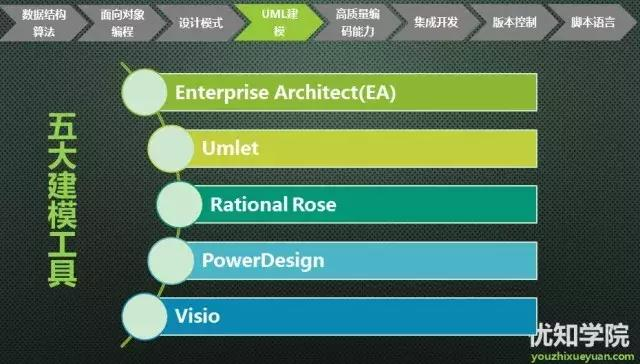 数据结构
算法
面向对象
编程
设计模式
UML建
模
高质量编
码能力
集成开发
版本控制
脚本语言
五大建模工具
Enterprise Architect(EA)
Umlet
Rational Rose
PowerDesign
Visio
优知学院
youzhixueyuan.com